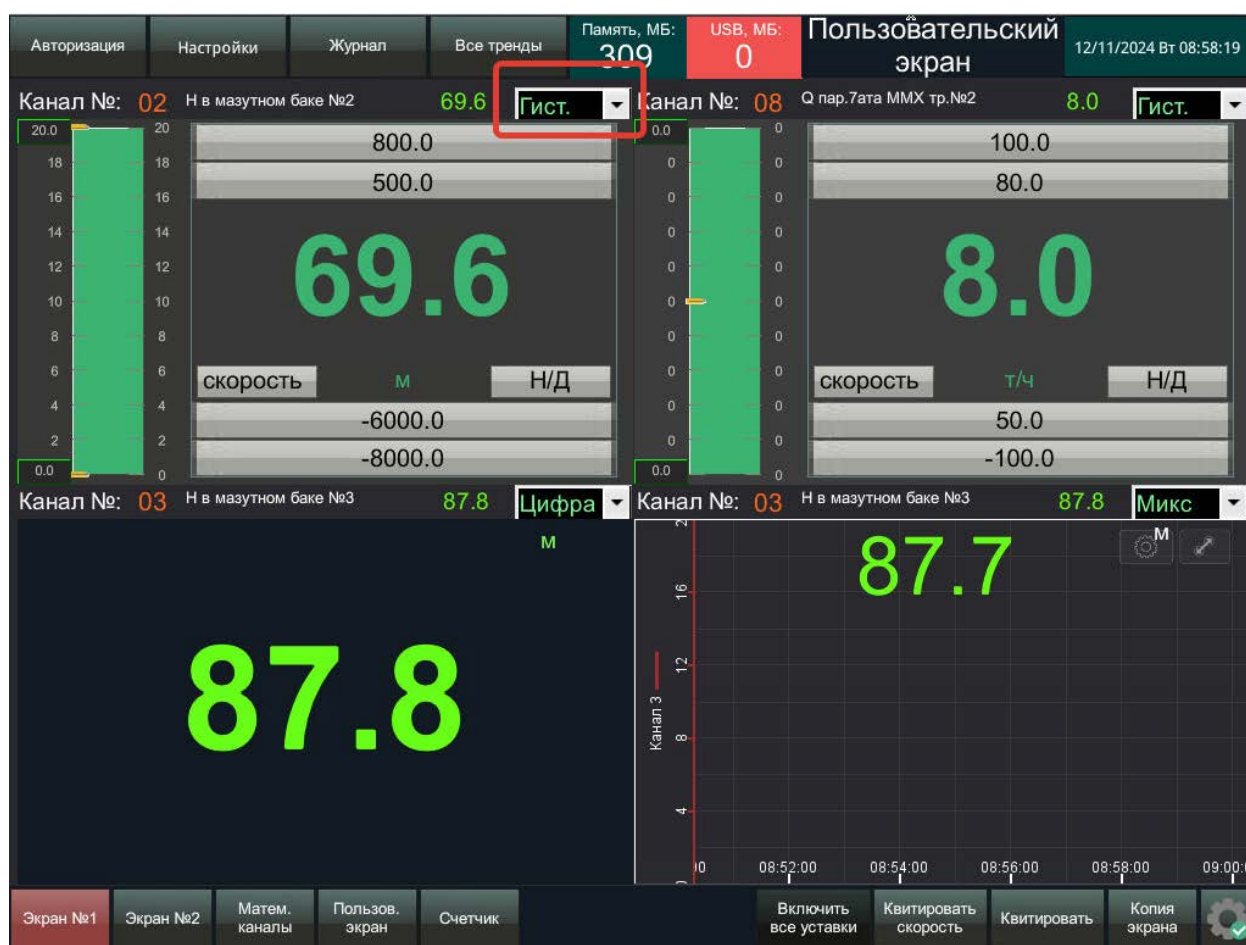 Авторизация
Настройки
Журнал
Все тренды
Память, МБ:
309
USB, МБ:
0
Пользовательский
экран
12/11/2024 Вт 08:58:19
Канал №: 02 Н в мазутном баке №2 69.6 Гист.
20.0 20
18 18
16 16
14 14
12 12
10 10
8 8
6 6
4 4
2 2
0.0 0
800.0
500.0
69.6
скорость м Н/Д
-6000.0
-8000.0
Канал №: 08 Q пар.7ата ММХ тр.№2 8.0 Гист.
0.0 0
0 0
0 0
0 0
0 0
0 0
0 0
0 0
0 0
0 0
0.0 0
100.0
80.0
8.0
скорость т/ч Н/Д
50.0
-100.0
Канал №: 03 Н в мазутном баке №3 87.8 Цифра
м
87.8
Канал №: 03 Н в мазутном баке №3 87.8 Микс
87.7
м
2
16
12
8
4
Канал 3
08:52:00 08:54:00 08:56:00 08:58:00 09:00:
Экран №1
Экран №2
Матем.
каналы
Пользов.
экран
Счетчик
Включить
все уставки
Квитировать
скорость
Квитировать
Копия
экрана